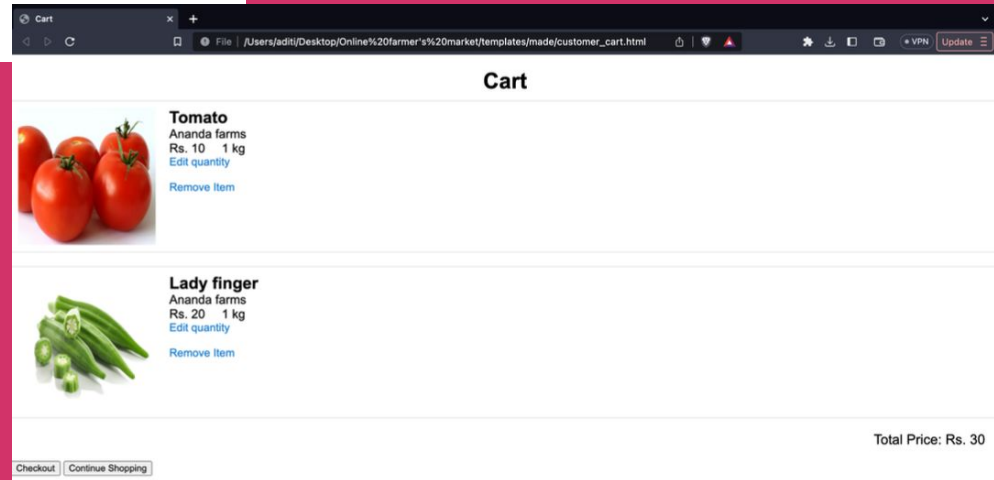 Cart
File | /Users/aditi/Desktop/Online%20farmer's%20market/templates/made/customer_cart.html
VPN
Update
Cart
Tomato
Ananda farms
Rs. 10 1 kg
Edit quantity
Remove Item
Lady finger
Ananda farms
Rs. 20 1 kg
Edit quantity
Remove Item
Total Price: Rs. 30
Checkout Continue Shopping